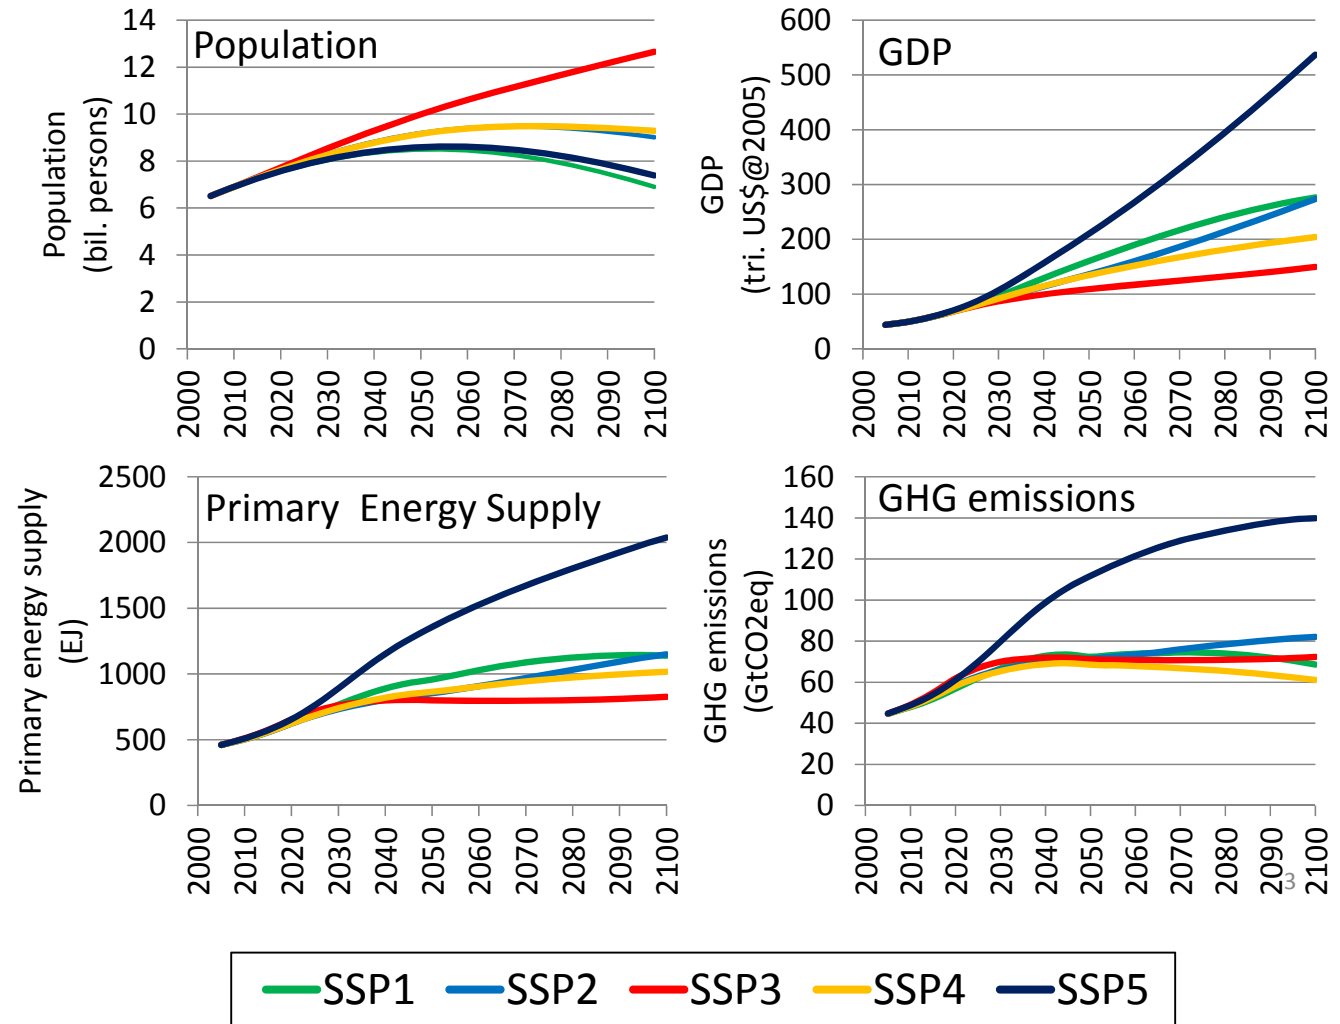 Population
Population
(bil. persons)
14
12
10
8
6
4
2
0
2000 2010 2020 2030 2040 2050 2060 2070 2080 2090 2100
GDP
GDP
(tri. US$@2005)
600
500
400
300
200
100
0
2000 2010 2020 2030 2040 2050 2060 2070 2080 2090 2100
Primary Energy Supply
Primary energy supply
(EJ)
2500
2000
1500
1000
500
0
2000 2010 2020 2030 2040 2050 2060 2070 2080 2090 2100
GHG emissions
GHG emissions
(GtCO2eq)
160
140
120
100
80
60
40
20
0
2000 2010 2020 2030 2040 2050 2060 2070 2080 2090 2100
3
SSP1 SSP2 SSP3 SSP4 SSP5